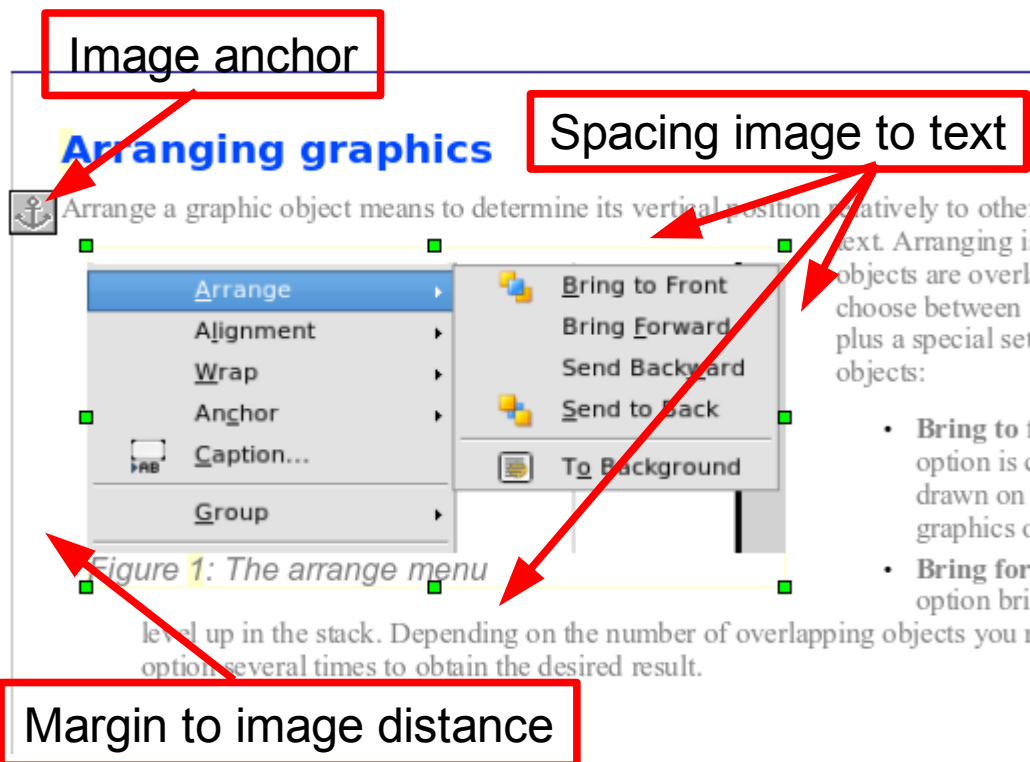 Image anchor
Spacing image to text
Arranging graphics
Arrange a graphic object means to determine its vertical position relatively to othe
text. Arranging is
objects are overl
choose between
plus a special set
objects:
Arrange
Alignment
Wrap
Anchor
AB
Caption...
Group
Bring to Front
Bring Forward
Send Backward
Send to Back
To Background
• Bring to f
option is
drawn on
graphics
• Bring for
option bri
Figure 1: The arrange menu
level up in the stack. Depending on the number of overlapping objects you
option several times to obtain the desired result.
Margin to image distance